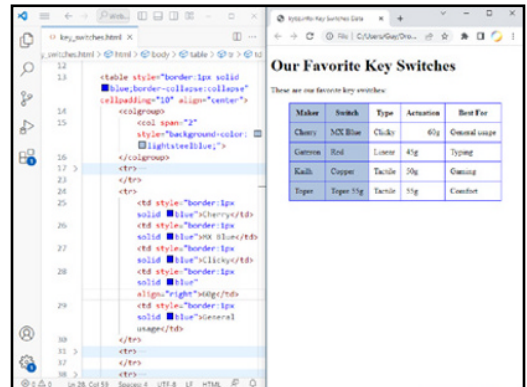 key_switches.html
key_switches.html > html > body > table > tr > td
12
13 <table style="border:1px solid
blue;border-collapse:collapse"
cellpadding="10" align="center">
14 <colgroup>
15 <col span="2"
style="background-color:
lightsteelblue;">
16 </colgroup>
17 <tr>
23 </tr>
24 <tr>
25 <td style="border:1px
solid blue">Cherry</td>
26 <td style="border:1px
solid blue">MX Blue</td>
27 <td style="border:1px
solid blue">Clicky</td>
28 <td style="border:1px
solid blue"
align="right">60g</td>
29 <td style="border:1px
solid blue">General
usage</td>
30 </tr>
31 <tr>
37 </tr>
38 <tr>
Ln 28, Col 59 Spaces: 4 UTF-8 LF HTML
Key Switches Data
File
Our Favorite Key Switches
These are our favorite key switches:
Maker Switch Type Actuation Best For
Cherry MX Blue Clicky 60g General usage
Gateron Red Linear 45g Typing
Kailh Copper Tactile 50g Gaming
Topre Topre 55g Tactile 55g Comfort